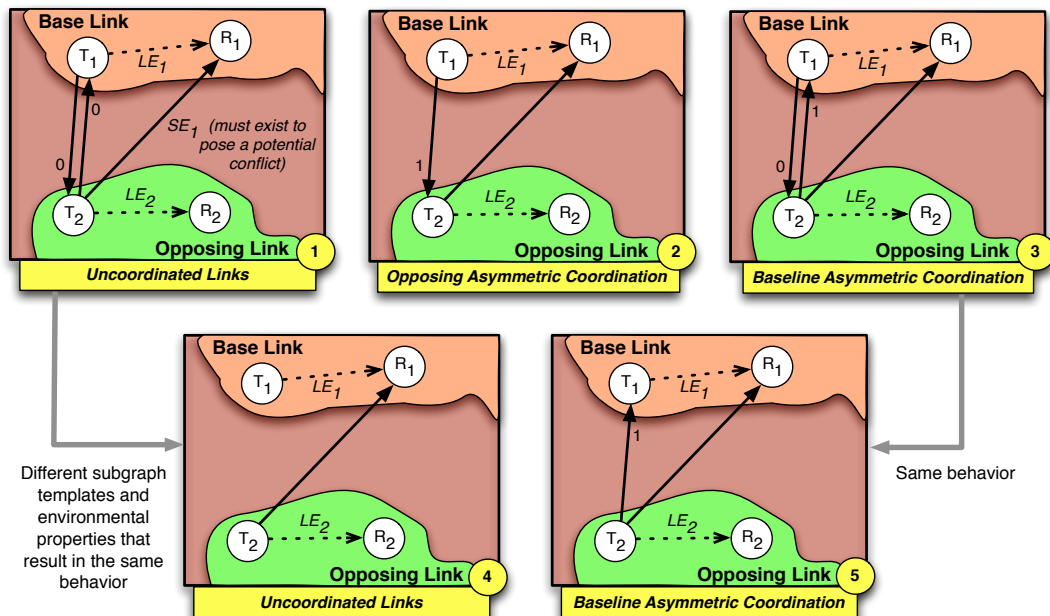 Base Link
T1
R1
LE1
0
0
SE1 (must exist to
pose a potential
conflict)
T2
LE2
R2
Opposing Link
1
Uncoordinated Links
Base Link
T1
R1
LE1
1
T2
LE2
R2
Opposing Link
2
Opposing Asymmetric Coordination
Base Link
T1
R1
LE1
1
0
T2
LE2
R2
Opposing Link
3
Baseline Asymmetric Coordination
Different subgraph
templates and
environmental
properties that
result in the same
behavior
Base Link
T1
R1
LE1
T2
LE2
R2
Opposing Link
4
Uncoordinated Links
Base Link
T1
R1
LE1
1
T2
LE2
R2
Opposing Link
5
Baseline Asymmetric Coordination
Same behavior